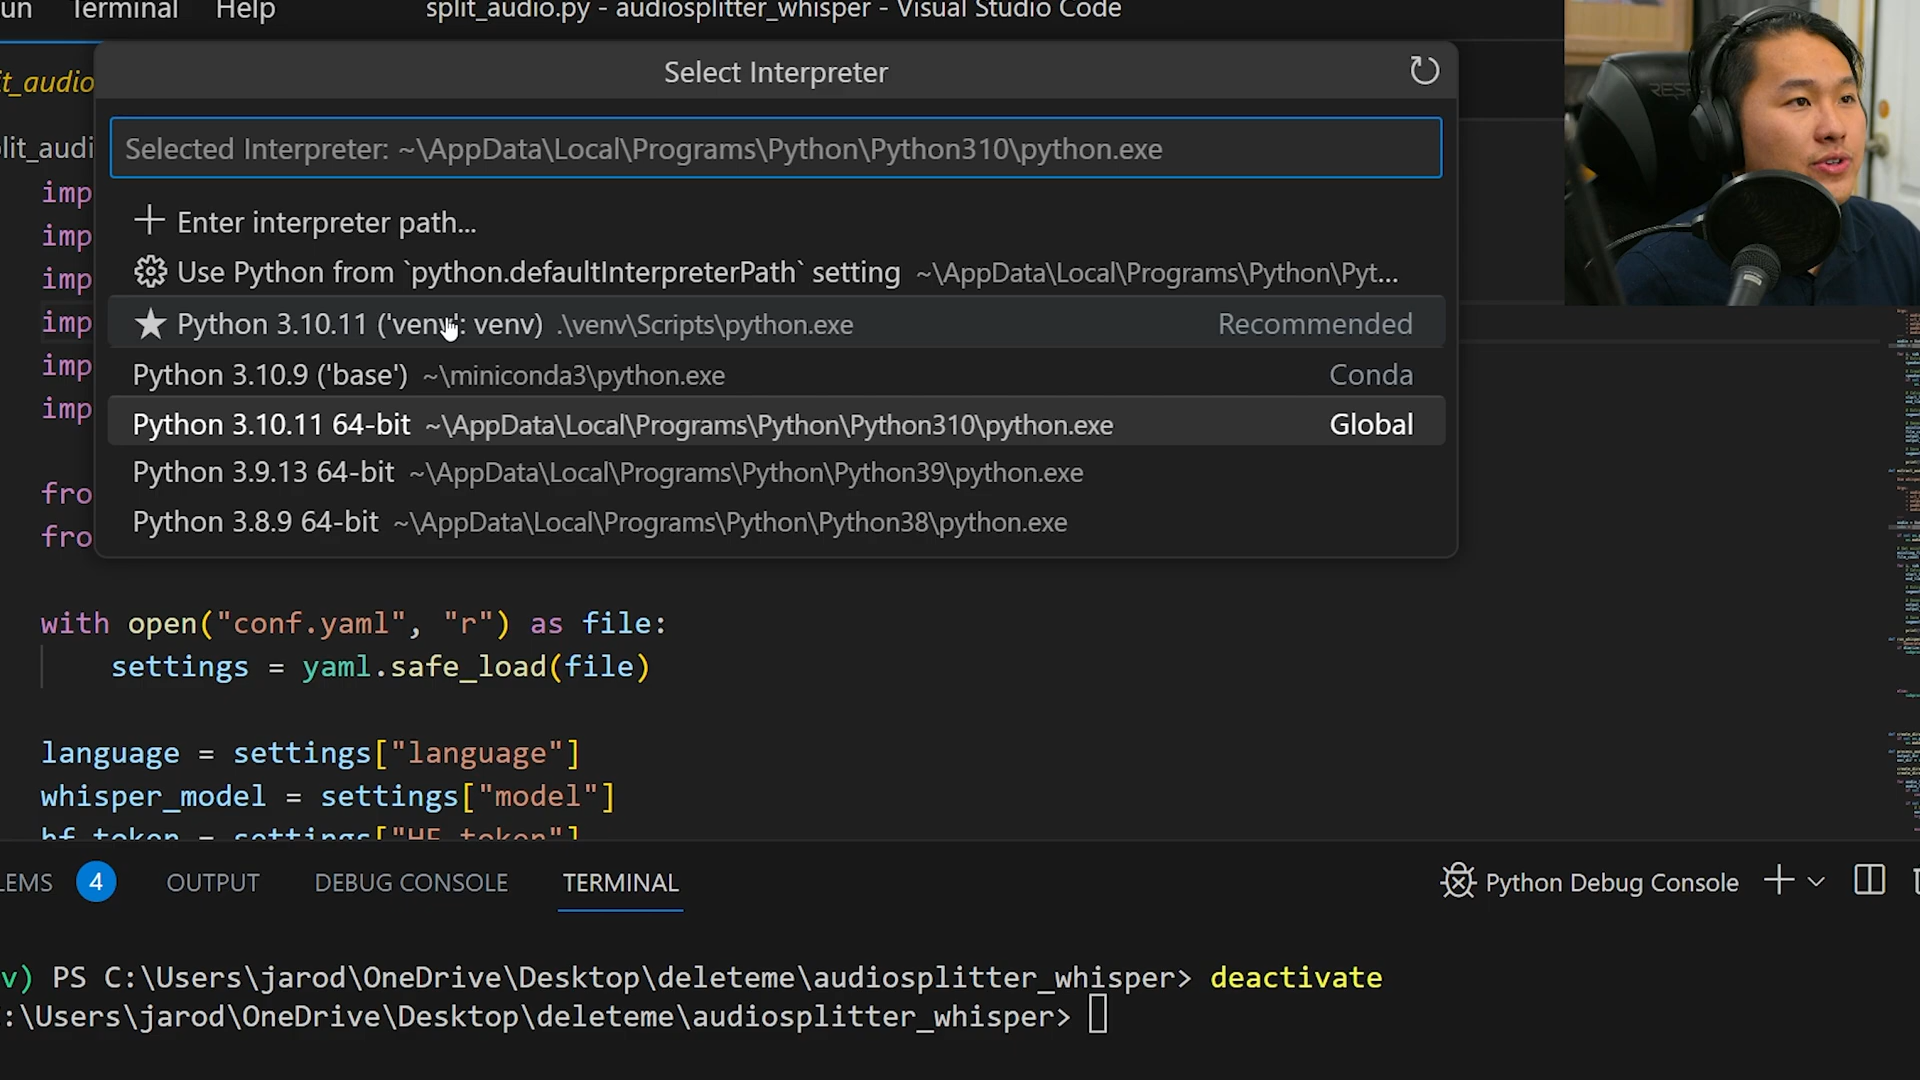 un Terminal Help split_audio.py - audiosplitter_whisper - Visual Studio Code
it_audio
Select Interpreter
lit_audi
Selected Interpreter: ~\AppData\Local\Programs\Python\Python310\python.exe
imp
Enter interpreter path...
imp
Use Python from `python.defaultInterpreterPath` setting ~\AppData\Local\Programs\Python\Pyt...
imp
Python 3.10.11 ('venv': venv) .\venv\Scripts\python.exe Recommended
imp
Python 3.10.9 ('base') ~\miniconda3\python.exe Conda
imp
Python 3.10.11 64-bit ~\AppData\Local\Programs\Python\Python310\python.exe Global
imp
Python 3.9.13 64-bit ~\AppData\Local\Programs\Python\Python39\python.exe
fro
Python 3.8.9 64-bit ~\AppData\Local\Programs\Python\Python38\python.exe
fro
with open("conf.yaml", "r") as file:
settings = yaml.safe_load(file)
language = settings["language"]
whisper_model = settings["model"]
hf_token = settings["HF_token"]
LEMS 4 OUTPUT DEBUG CONSOLE TERMINAL Python Debug Console
v) PS C:\Users\jarod\OneDrive\Desktop\deleteme\audiosplitter_whisper> deactivate
:\Users\jarod\OneDrive\Desktop\deleteme\audiosplitter_whisper>